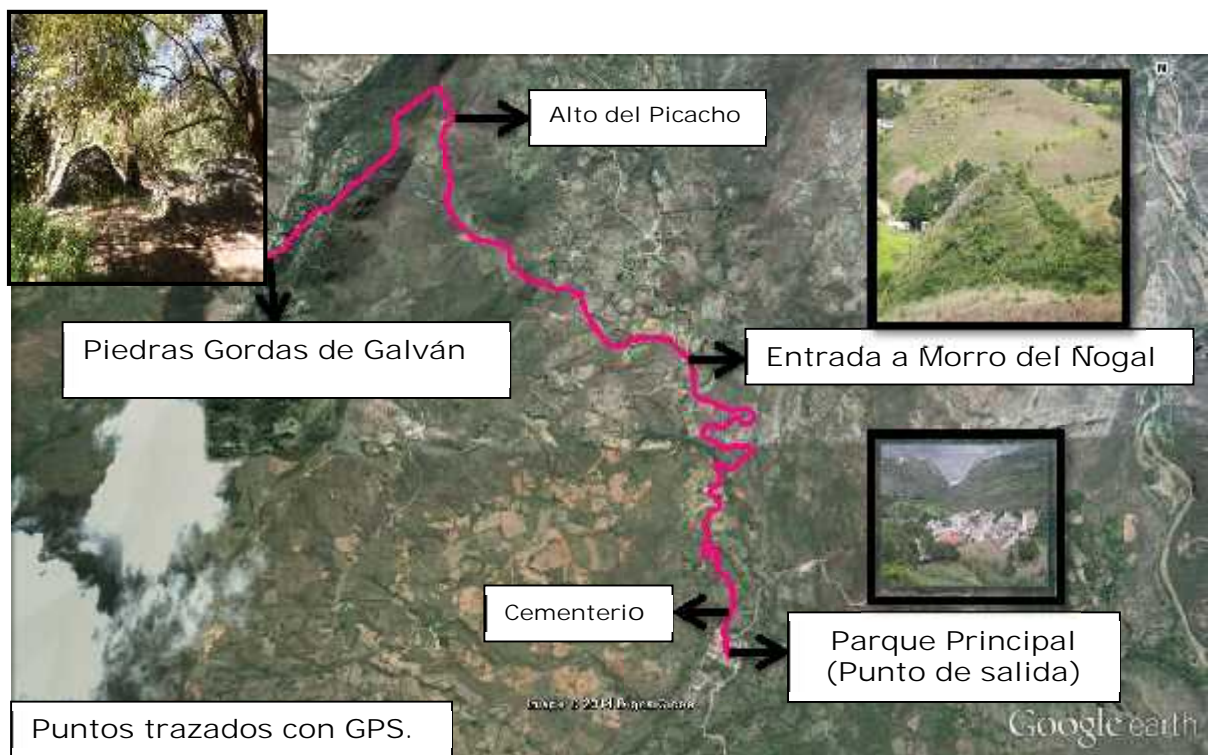 N
Alto del Picacho
Piedras Gordas de Galván
Entrada a Morro del Nogal
Cementerio
Parque Principal
(Punto de salida)
Puntos trazados con GPS.
Google earth